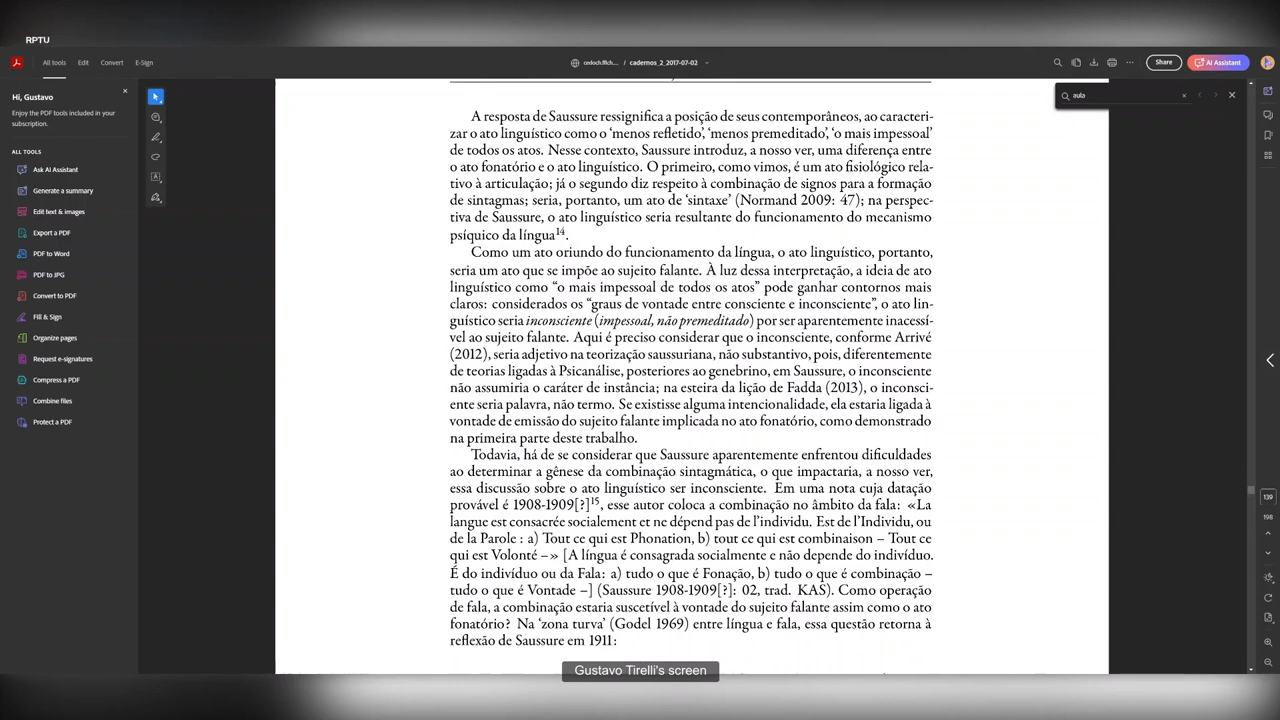 RPTU
All tools
Edit
Convert
E-Sign
cadernos_2_2017-07-02
Share
AI Assistant
Hi, Gustavo
Enjoy the PDF tools included in your
subscription.
ALL TOOLS
Ask AI Assistant
Generate a summary
Edit text & images
Export a PDF
PDF to Word
PDF to JPG
Convert to PDF
Fill & Sign
Organize pages
Request e-signatures
Compress a PDF
Combine files
Protect a PDF
aula
A resposta de Saussure ressignifica a posição de seus contemporâneos, ao caracteri-
zar o ato linguístico como o ‘menos refletido’, ‘menos premeditado’, ‘o mais impessoal’
de todos os atos. Nesse contexto, Saussure introduz, a nosso ver, uma diferença entre
o ato fonatório e o ato linguístico. O primeiro, como vimos, é um ato fisiológico rela-
tivo à articulação; já o segundo diz respeito à combinação de signos para a formação
de sintagmas; seria, portanto, um ato de ‘sintaxe’ (Normand 2009: 47); na perspec-
tiva de Saussure, o ato linguístico seria resultante do funcionamento do mecanismo
psíquico da língua14.
Como um ato oriundo do funcionamento da língua, o ato linguístico, portanto,
seria um ato que se impõe ao sujeito falante. À luz dessa interpretação, a ideia de ato
linguístico como “o mais impessoal de todos os atos” pode ganhar contornos mais
claros: considerados os “graus de vontade entre consciente e inconsciente”, o ato lin-
guístico seria inconsciente (impessoal, não premeditado) por ser aparentemente inacessí-
vel ao sujeito falante. Aqui é preciso considerar que o inconsciente, conforme Arrivé
(2012), seria adjetivo na teorização saussuriana, não substantivo, pois, diferentemente
de teorias ligadas à Psicanálise, posteriores ao genebrino, em Saussure, o inconsciente
não assumiria o caráter de instância; na esteira da lição de Fadda (2013), o inconsci-
ente seria palavra, não termo. Se existisse alguma intencionalidade, ela estaria ligada à
vontade de emissão do sujeito falante implicada no ato fonatório, como demonstrado
na primeira parte deste trabalho.
Todavia, há de se considerar que Saussure aparentemente enfrentou dificuldades
ao determinar a gênese da combinação sintagmática, o que impactaria, a nosso ver,
essa discussão sobre o ato linguístico ser inconsciente. Em uma nota cuja datação
provável é 1908-1909[?]15, esse autor coloca a combinação no âmbito da fala: «La
langue est consacrée socialement et ne dépend pas de l’individu. Est de l’Individu, ou
de la Parole : a) Tout ce qui est Phonation, b) tout ce qui est combinaison – Tout ce
qui est Volonté –» [A língua é consagrada socialmente e não depende do indivíduo.
É do indivíduo ou da Fala: a) tudo o que é Fonação, b) tudo o que é combinação –
tudo o que é Vontade –] (Saussure 1908-1909[?]: 02, trad. KAS). Como operação
de fala, a combinação estaria suscetível à vontade do sujeito falante assim como o ato
fonatório? Na ‘zona turva’ (Godel 1969) entre língua e fala, essa questão retorna à
reflexão de Saussure em 1911:
139
198
Gustavo Tirelli's screen